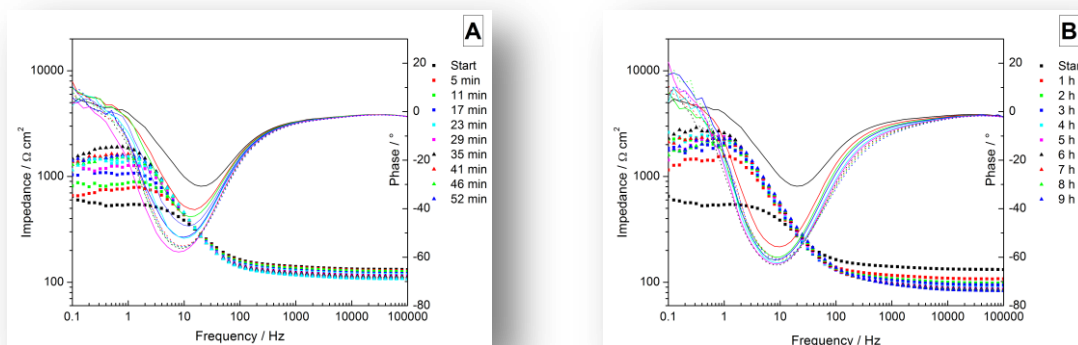 A
10000
1000
100
Impedance / Ω cm²
0.1 1 10 100 1000 10000 100000
Frequency / Hz
20
0
-20
-40
-60
-80
Phase / °
Start
5 min
11 min
17 min
23 min
29 min
35 min
41 min
46 min
52 min
B
10000
1000
100
Impedance / Ω cm²
0.1 1 10 100 1000 10000 100000
Frequency / Hz
20
0
-20
-40
-60
-80
Phase / °
Start
1 h
2 h
3 h
4 h
5 h
6 h
7 h
8 h
9 h